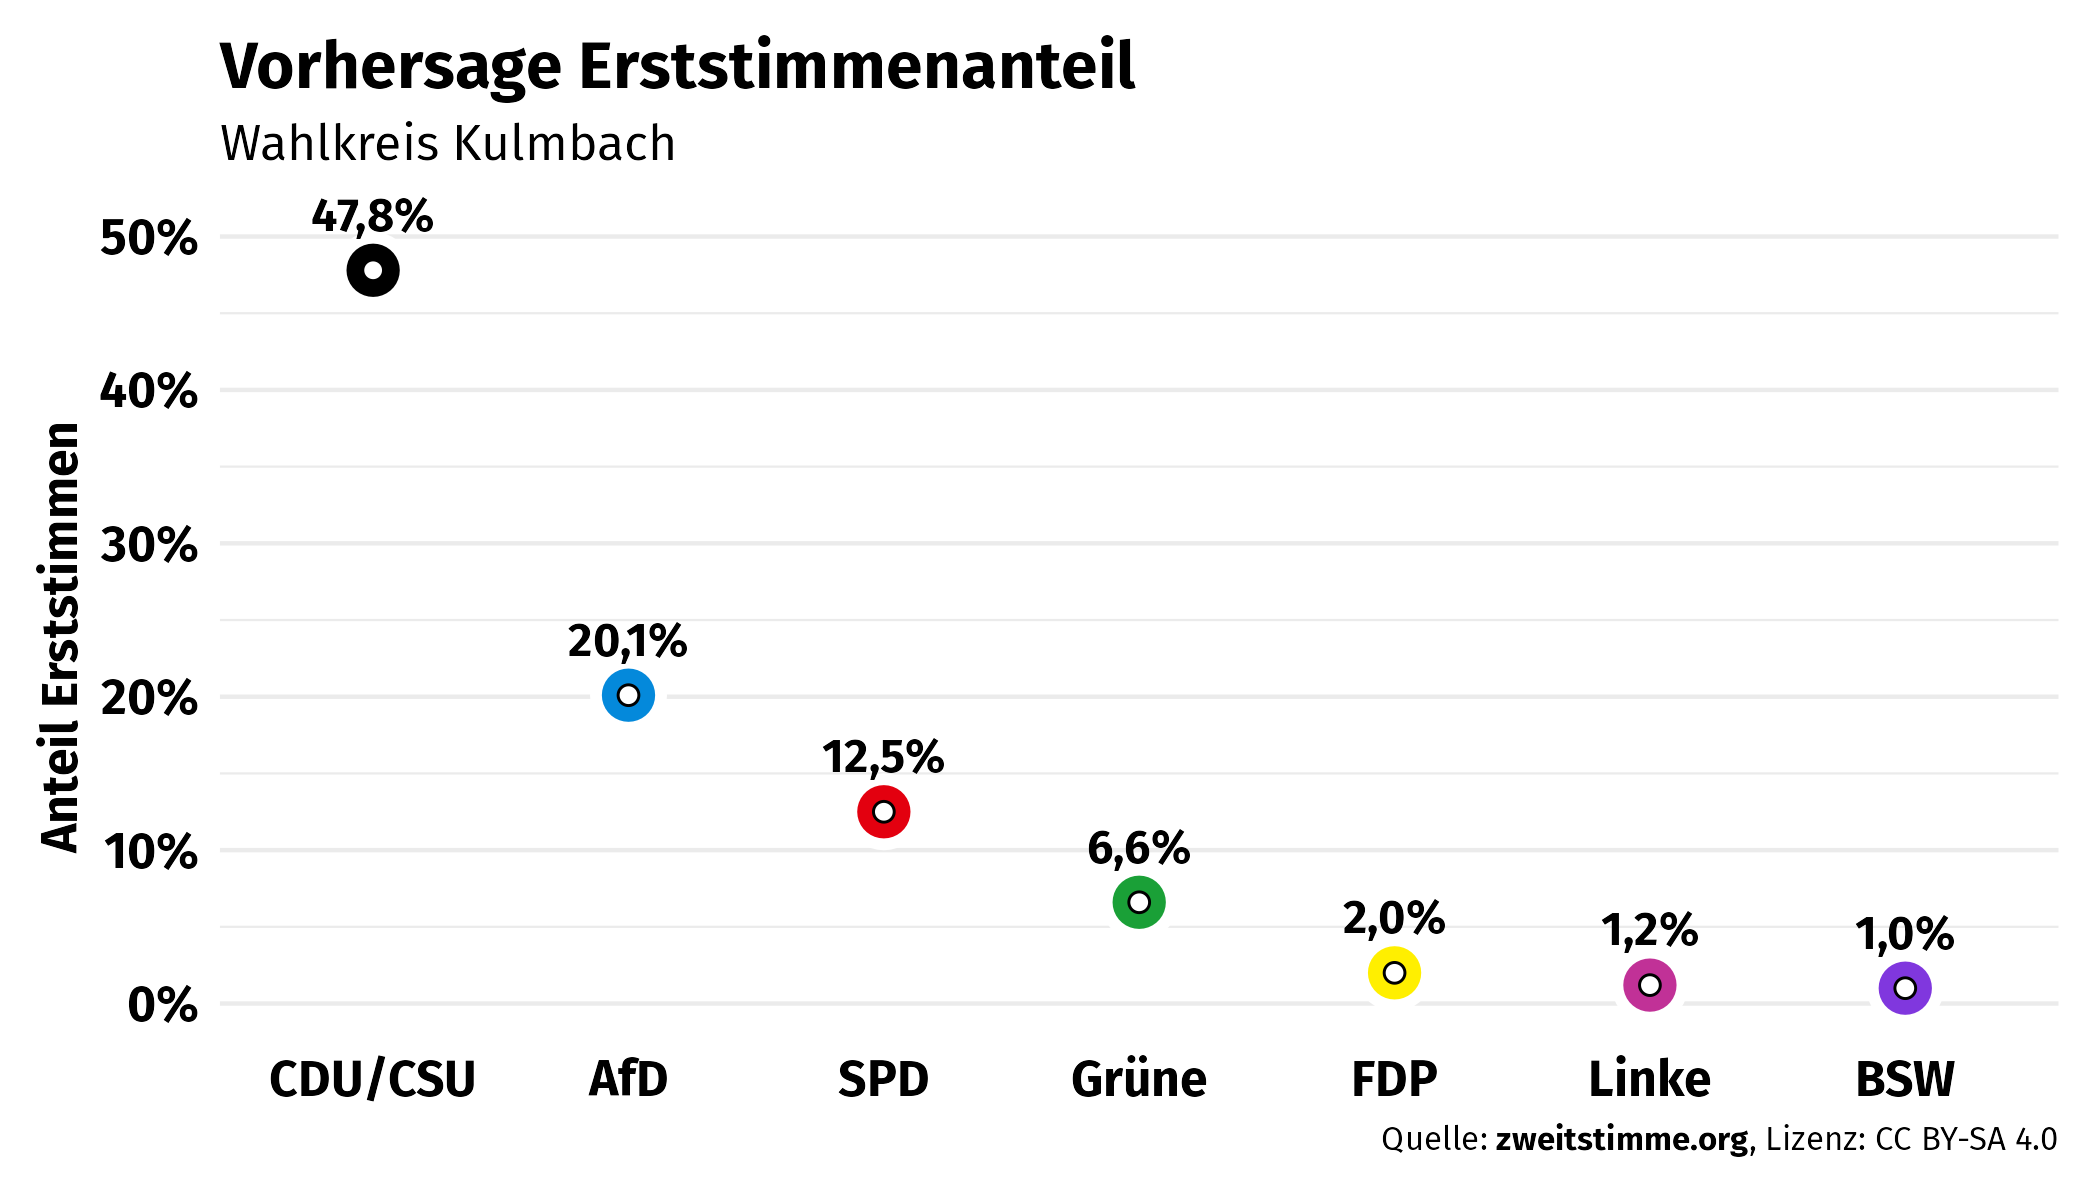 Vorhersage Erststimmenanteil
Wahlkreis Kulmbach
Anteil Erststimmen
50%
40%
30%
20%
10%
0%
47,8%
20,1%
12,5%
6,6%
2,0%
1,2%
1,0%
CDU/CSU AfD SPD Grüne FDP Linke BSW
Quelle: zweitstimme.org, Lizenz: CC BY-SA 4.0